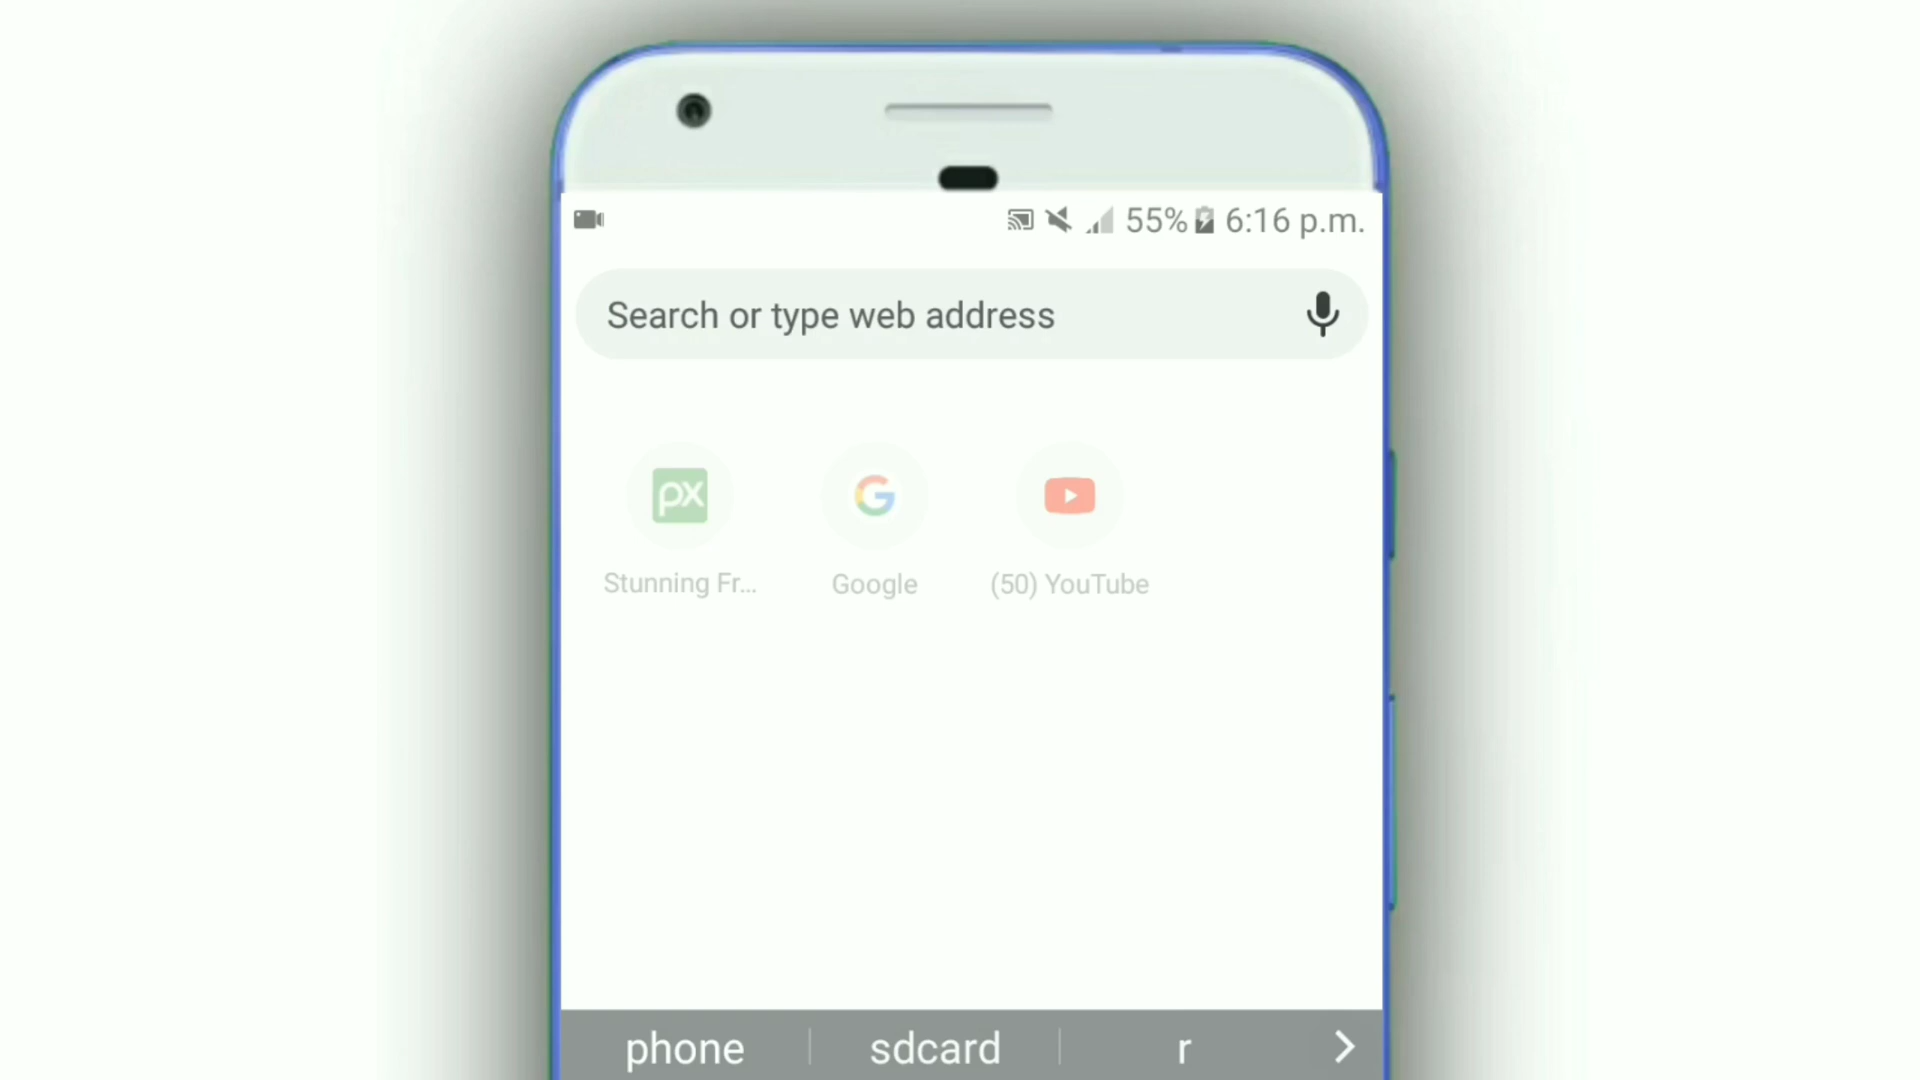 55% 6:16 p.m.
Search or type web address
px
Stunning Fr... Google (50) YouTube
phone sdcard r